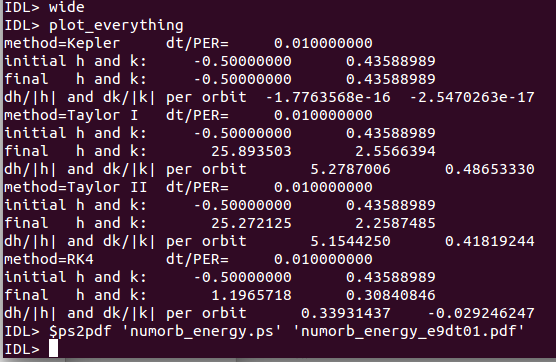 IDL> wide
IDL> plot_everything
method=Kepler     dt/PER=     0.010000000
initial h and k:     -0.50000000      0.43588989
final   h and k:     -0.50000000      0.43588989
dh/|h| and dk/|k| per orbit  -1.7763568e-16  -2.5470263e-17
method=Taylor I   dt/PER=     0.010000000
initial h and k:     -0.50000000      0.43588989
final   h and k:       25.893503       2.5566394
dh/|h| and dk/|k| per orbit       5.2787006      0.48653330
method=Taylor II  dt/PER=     0.010000000
initial h and k:     -0.50000000      0.43588989
final   h and k:       25.272125       2.2587485
dh/|h| and dk/|k| per orbit       5.1544250      0.41819244
method=RK4        dt/PER=     0.010000000
initial h and k:     -0.50000000      0.43588989
final   h and k:       1.1965718      0.30840846
dh/|h| and dk/|k| per orbit      0.33931437    -0.029246247
IDL> $ps2pdf 'numorb_energy.ps' 'numorb_energy_e9dt01.pdf'
IDL>